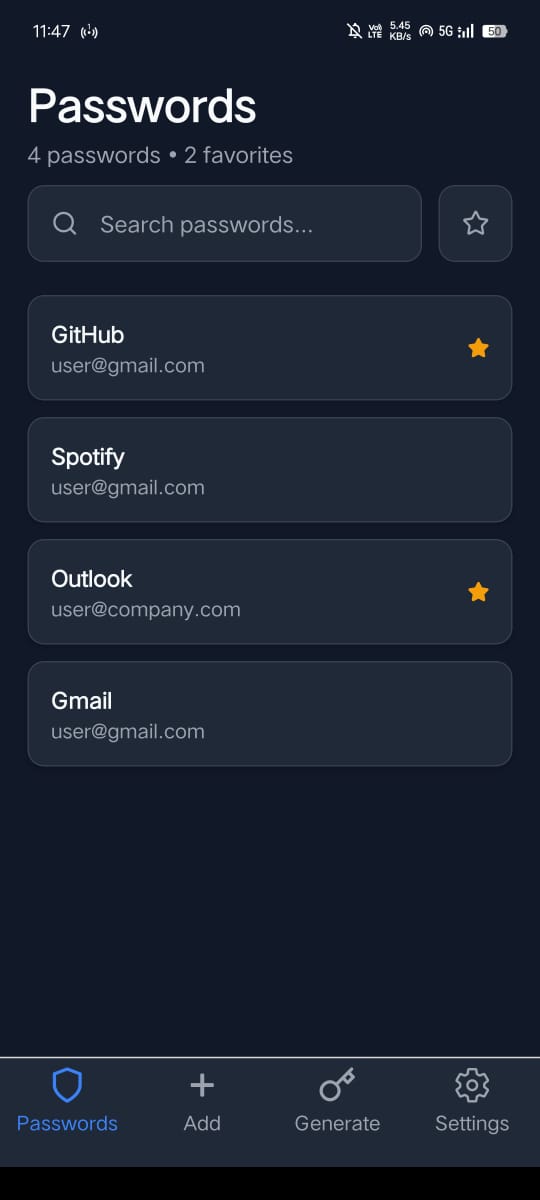 11:47
Vo) LTE 5.45 KB/s 5G 50
Passwords
4 passwords • 2 favorites
Search passwords...
GitHub
user@gmail.com
Spotify
user@gmail.com
Outlook
user@company.com
Gmail
user@gmail.com
Passwords Add Generate Settings